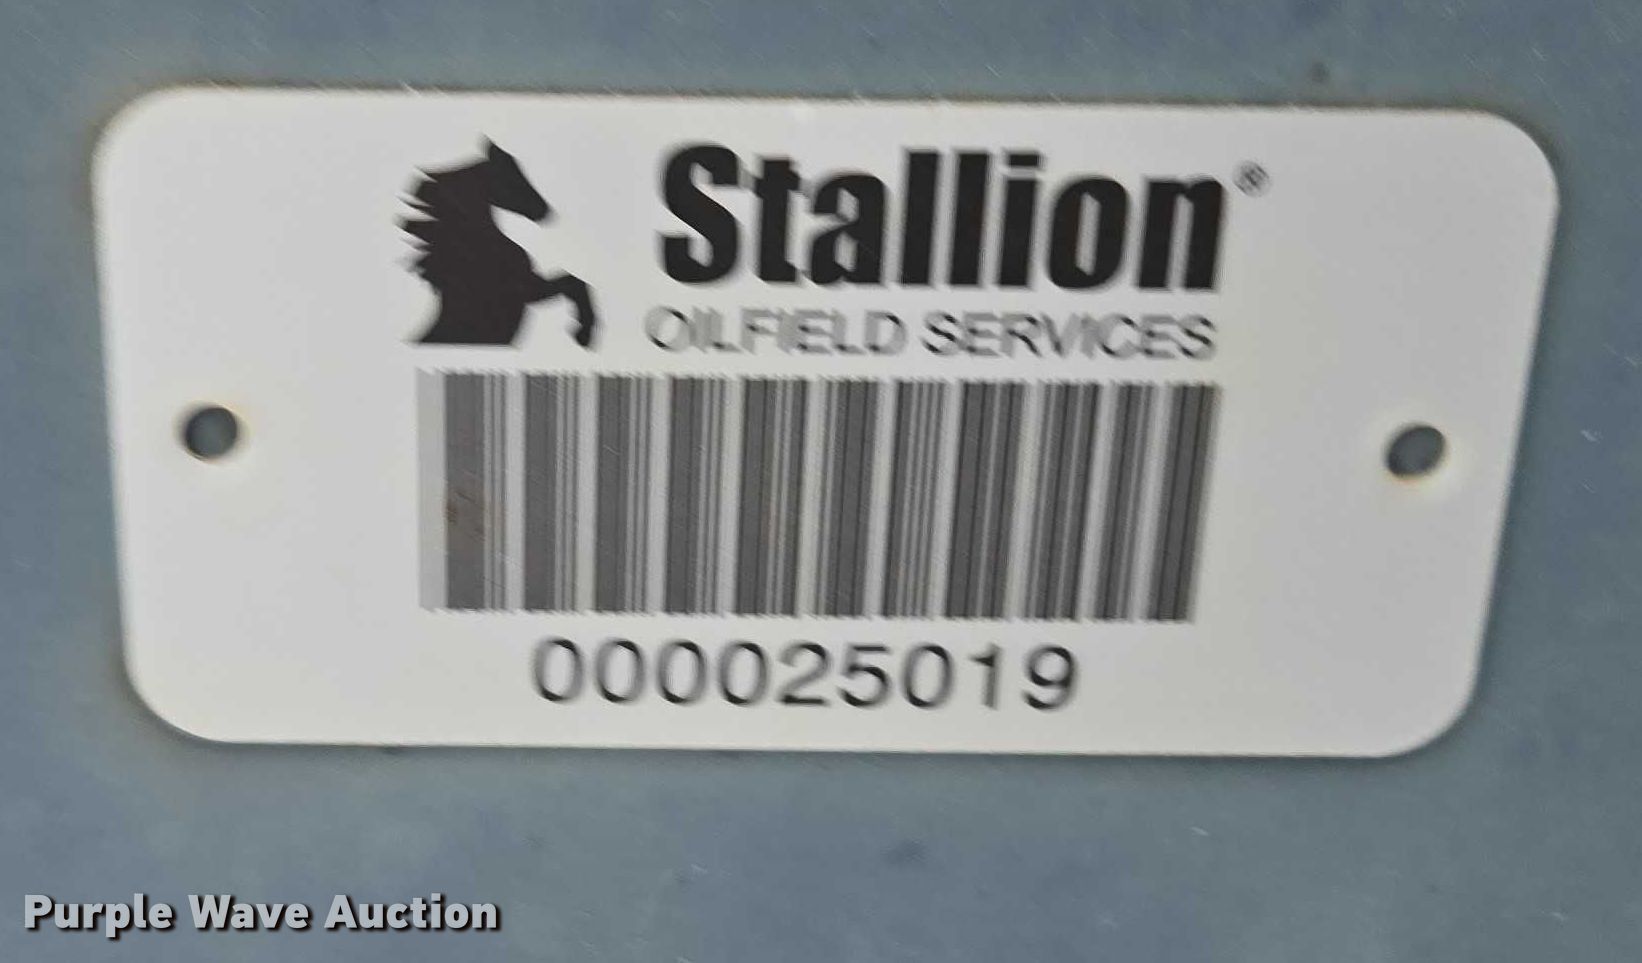 Stallion®
OILFIELD SERVICES
000025019
Purple Wave Auction